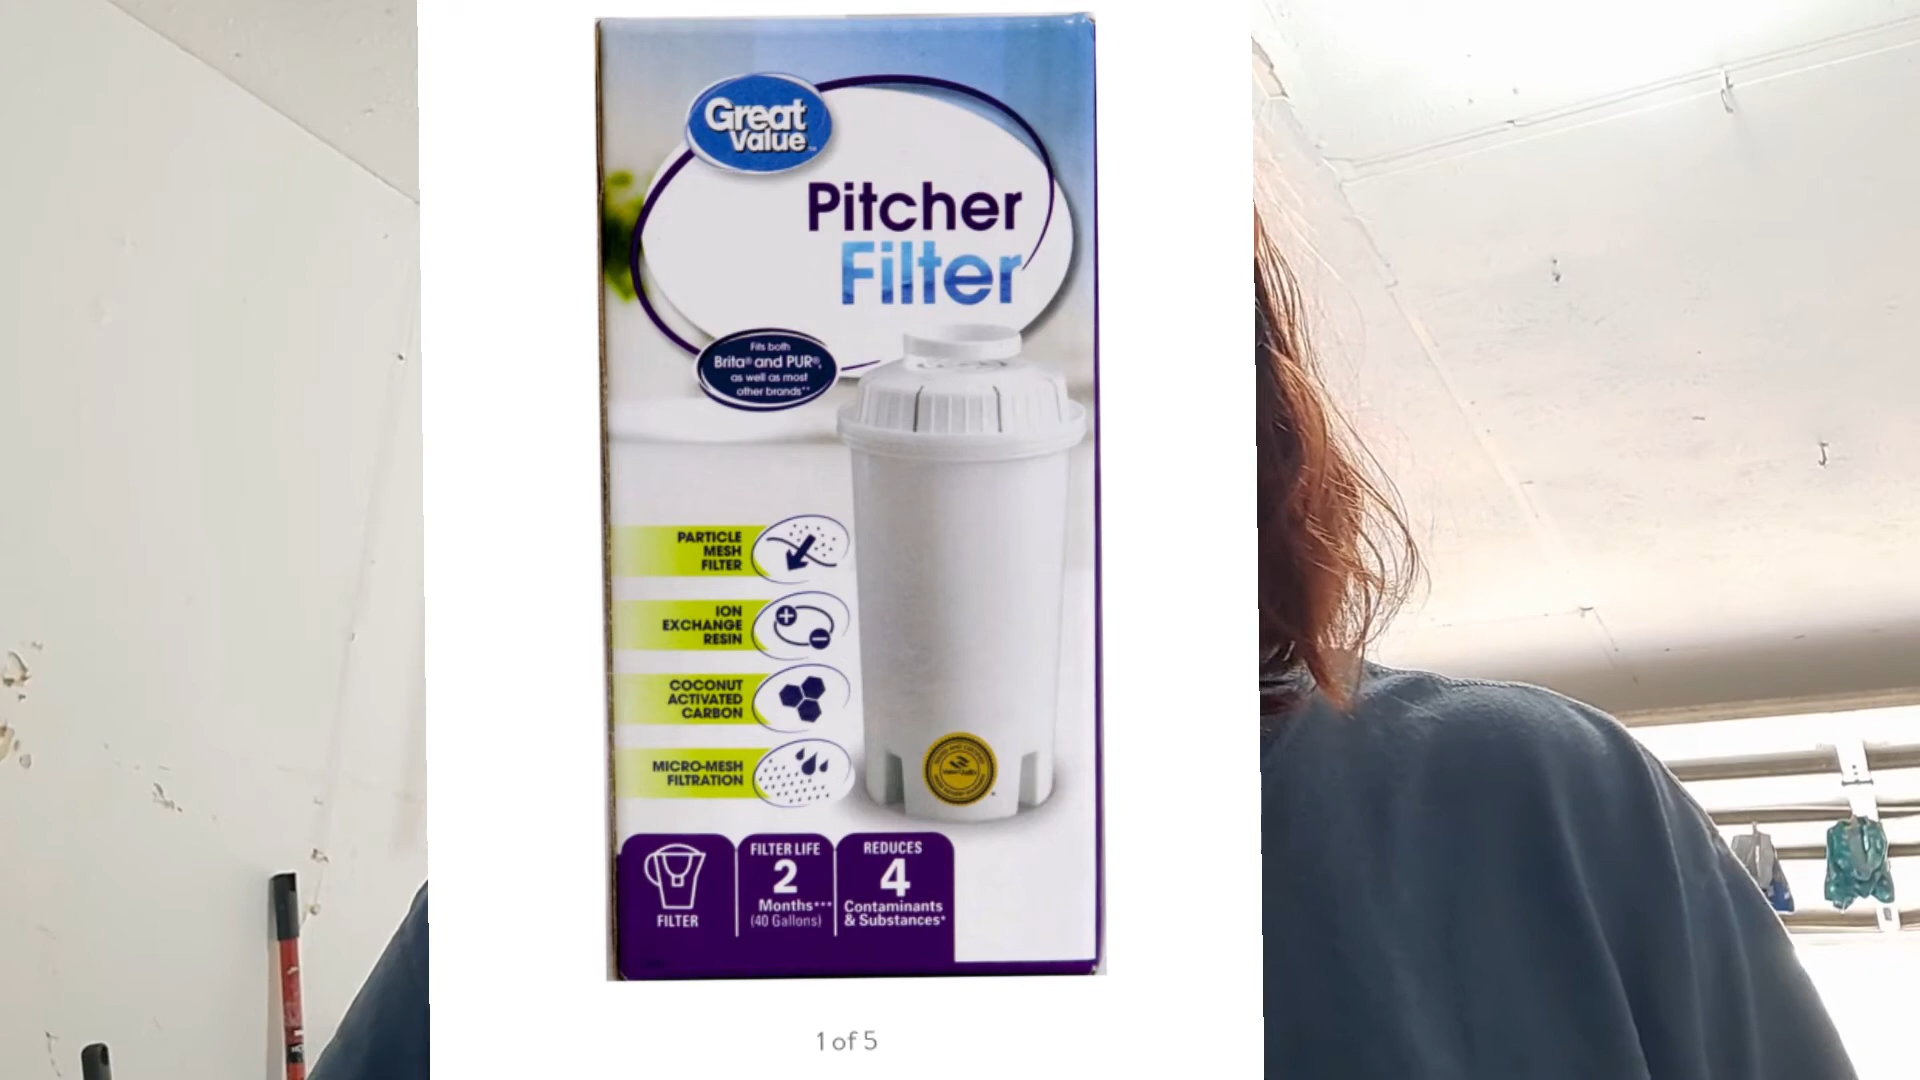 Great
Value™
Pitcher
Filter
Fits both
Brita® and PUR®,
as well as most
other brands**
PARTICLE
MESH
FILTER
ION
EXCHANGE
RESIN
COCONUT
ACTIVATED
CARBON
MICRO-MESH
FILTRATION
FILTER
FILTER LIFE
2
Months***
(40 Gallons)
REDUCES
4
Contaminants
& Substances*
1 of 5